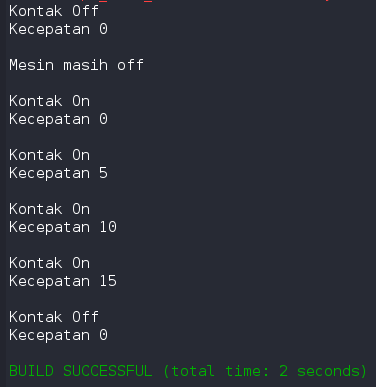 Kontak Off
Kecepatan 0
Mesin masih off
Kontak On
Kecepatan 0
Kontak On
Kecepatan 5
Kontak On
Kecepatan 10
Kontak On
Kecepatan 15
Kontak Off
Kecepatan 0
BUILD SUCCESSFUL (total time: 2 seconds)